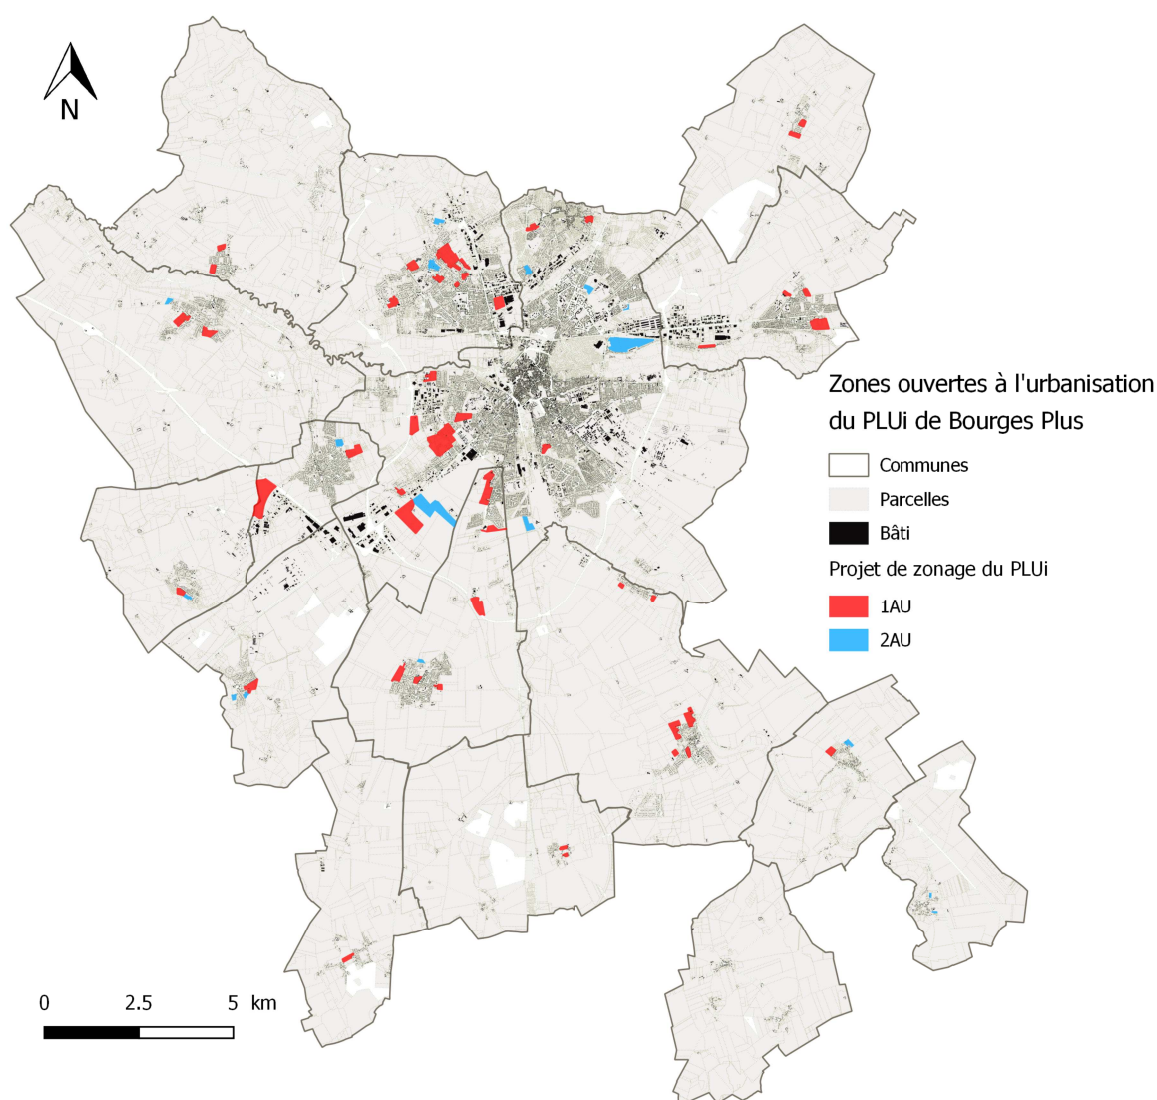 N
Zones ouvertes à l'urbanisation
du PLUi de Bourges Plus
Communes
Parcelles
Bâti
Projet de zonage du PLUi
1AU
2AU
0 2.5 5 km